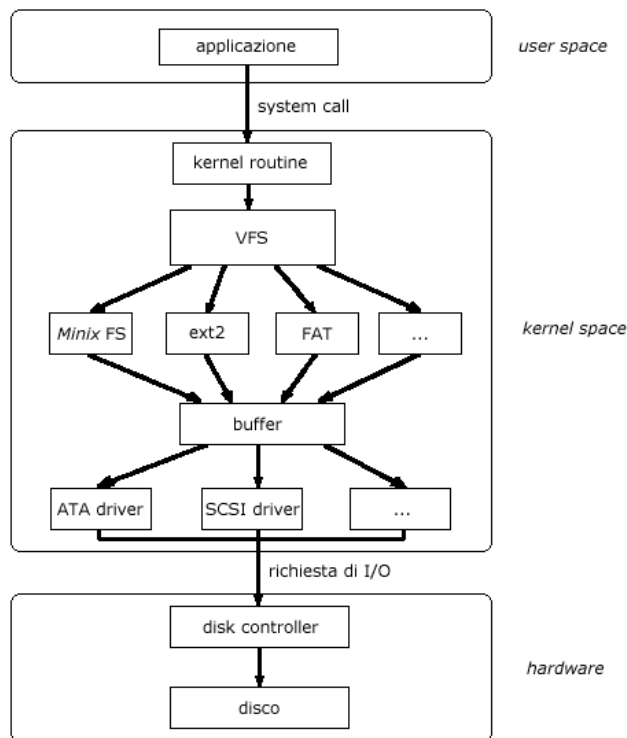 applicazione
user space
system call
kernel routine
VFS
Minix FS
ext2
FAT
...
kernel space
buffer
ATA driver
SCSI driver
...
richiesta di I/O
disk controller
hardware
disco